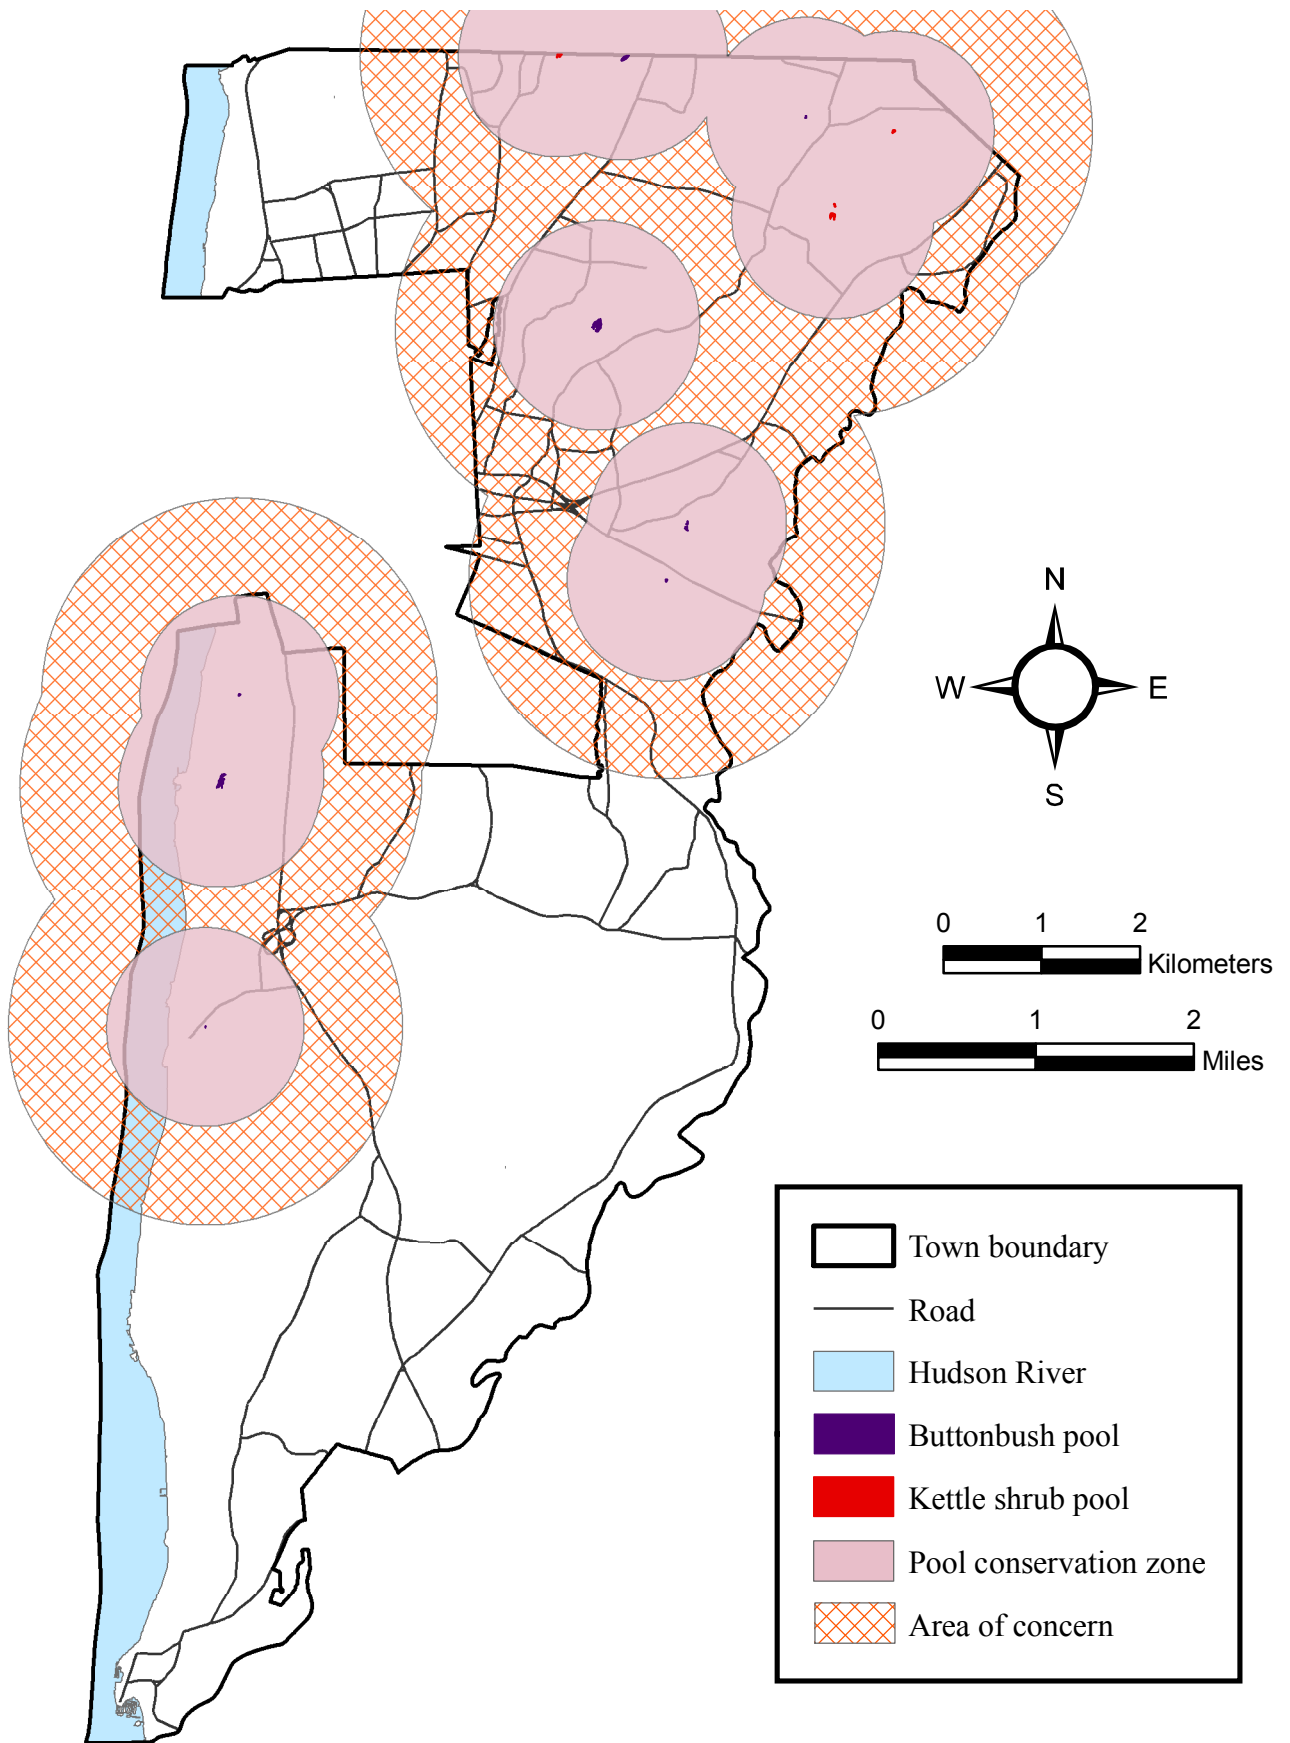 N
W E
S
0 1 2
Kilometers
0 1 2
Miles
Town boundary
Road
Hudson River
Buttonbush pool
Kettle shrub pool
Pool conservation zone
Area of concern